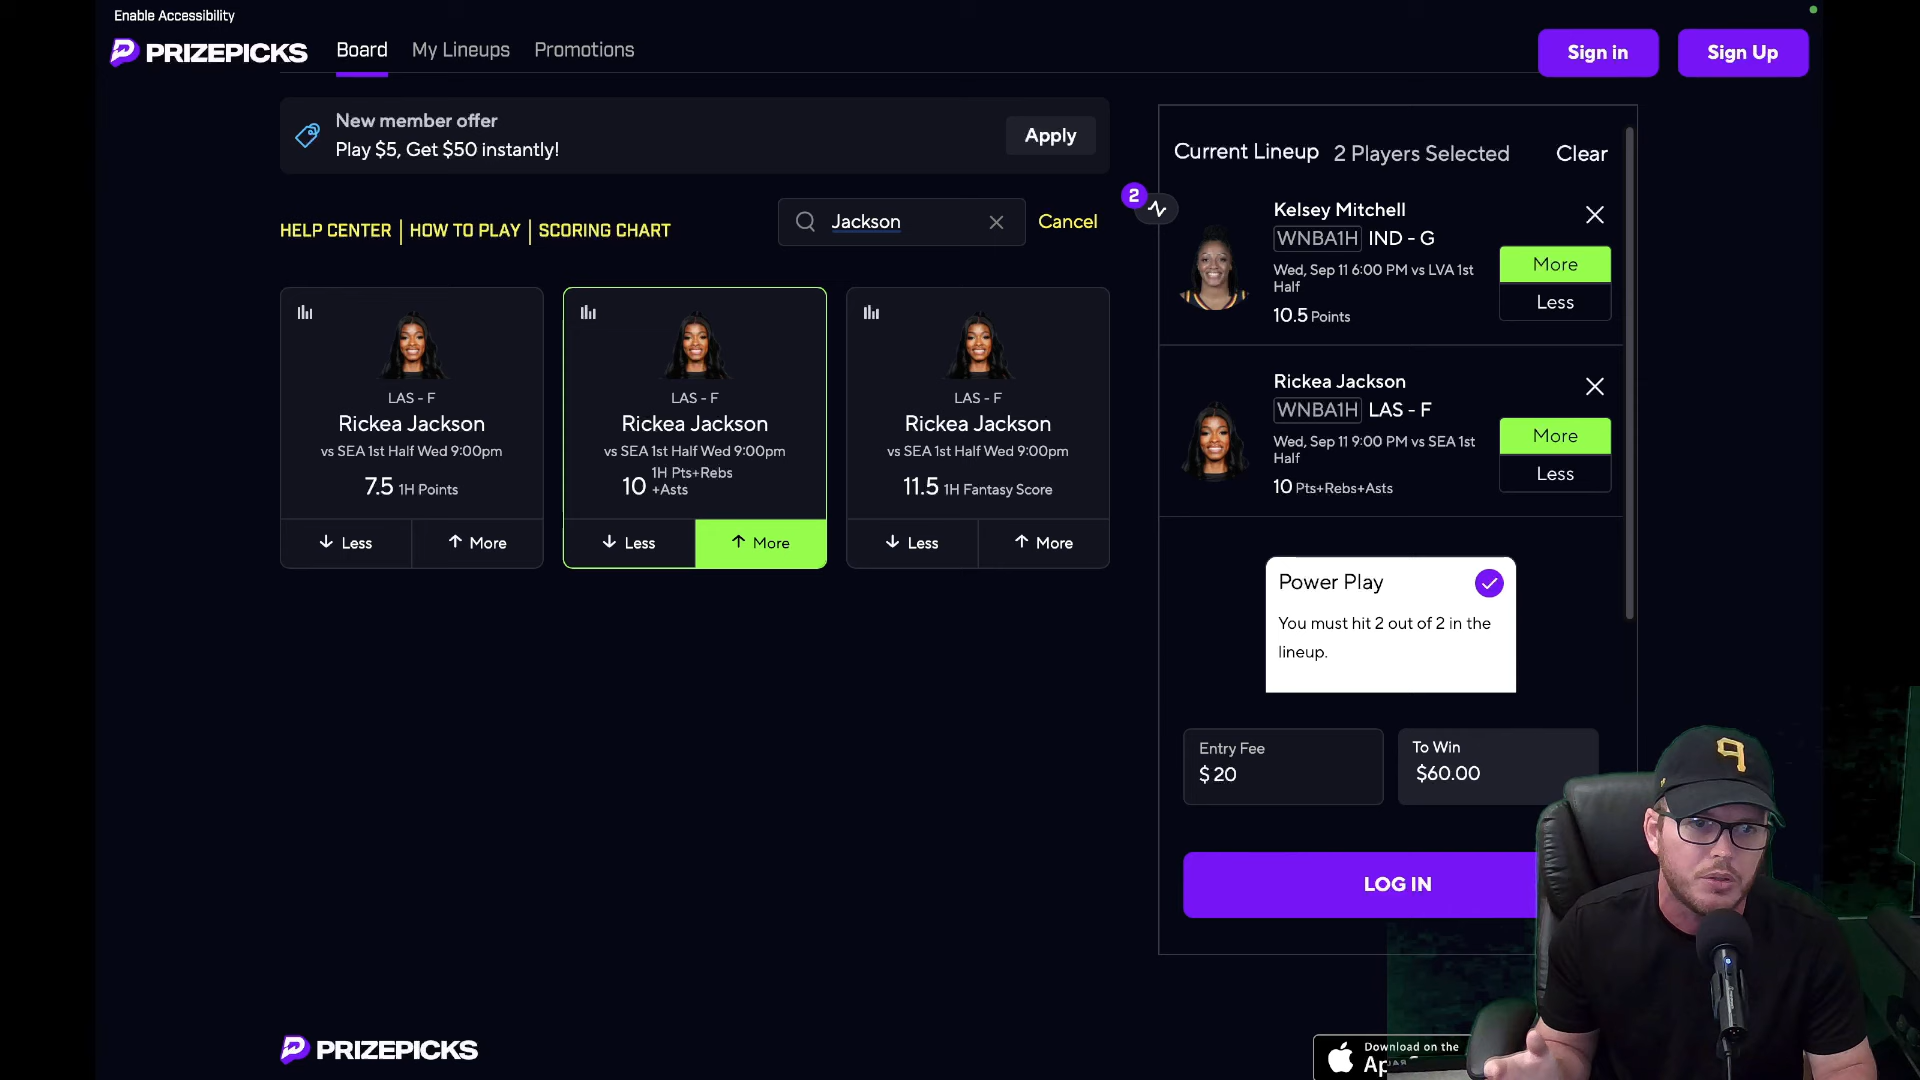 Enable Accessibility
PRIZEPICKS
Board
My Lineups
Promotions
Sign in
Sign Up
New member offer
Play $5, Get $50 instantly!
Apply
HELP CENTER
HOW TO PLAY
SCORING CHART
Jackson
Cancel
LAS - F
Rickea Jackson
vs SEA 1st Half Wed 9:00pm
7.5 1H Points
Less
More
LAS - F
Rickea Jackson
vs SEA 1st Half Wed 9:00pm
10 1H Pts+Rebs
+Asts
Less
More
LAS - F
Rickea Jackson
vs SEA 1st Half Wed 9:00pm
11.5 1H Fantasy Score
Less
More
2
Current Lineup
2 Players Selected
Clear
Kelsey Mitchell
WNBA1H IND - G
Wed, Sep 11 6:00 PM vs LVA 1st
Half
10.5 Points
More
Less
Rickea Jackson
WNBA1H LAS - F
Wed, Sep 11 9:00 PM vs SEA 1st
Half
10 Pts+Rebs+Asts
More
Less
Power Play
You must hit 2 out of 2 in the
lineup.
Entry Fee
$ 20
To Win
$60.00
LOG IN
PRIZEPICKS
Download on the
P